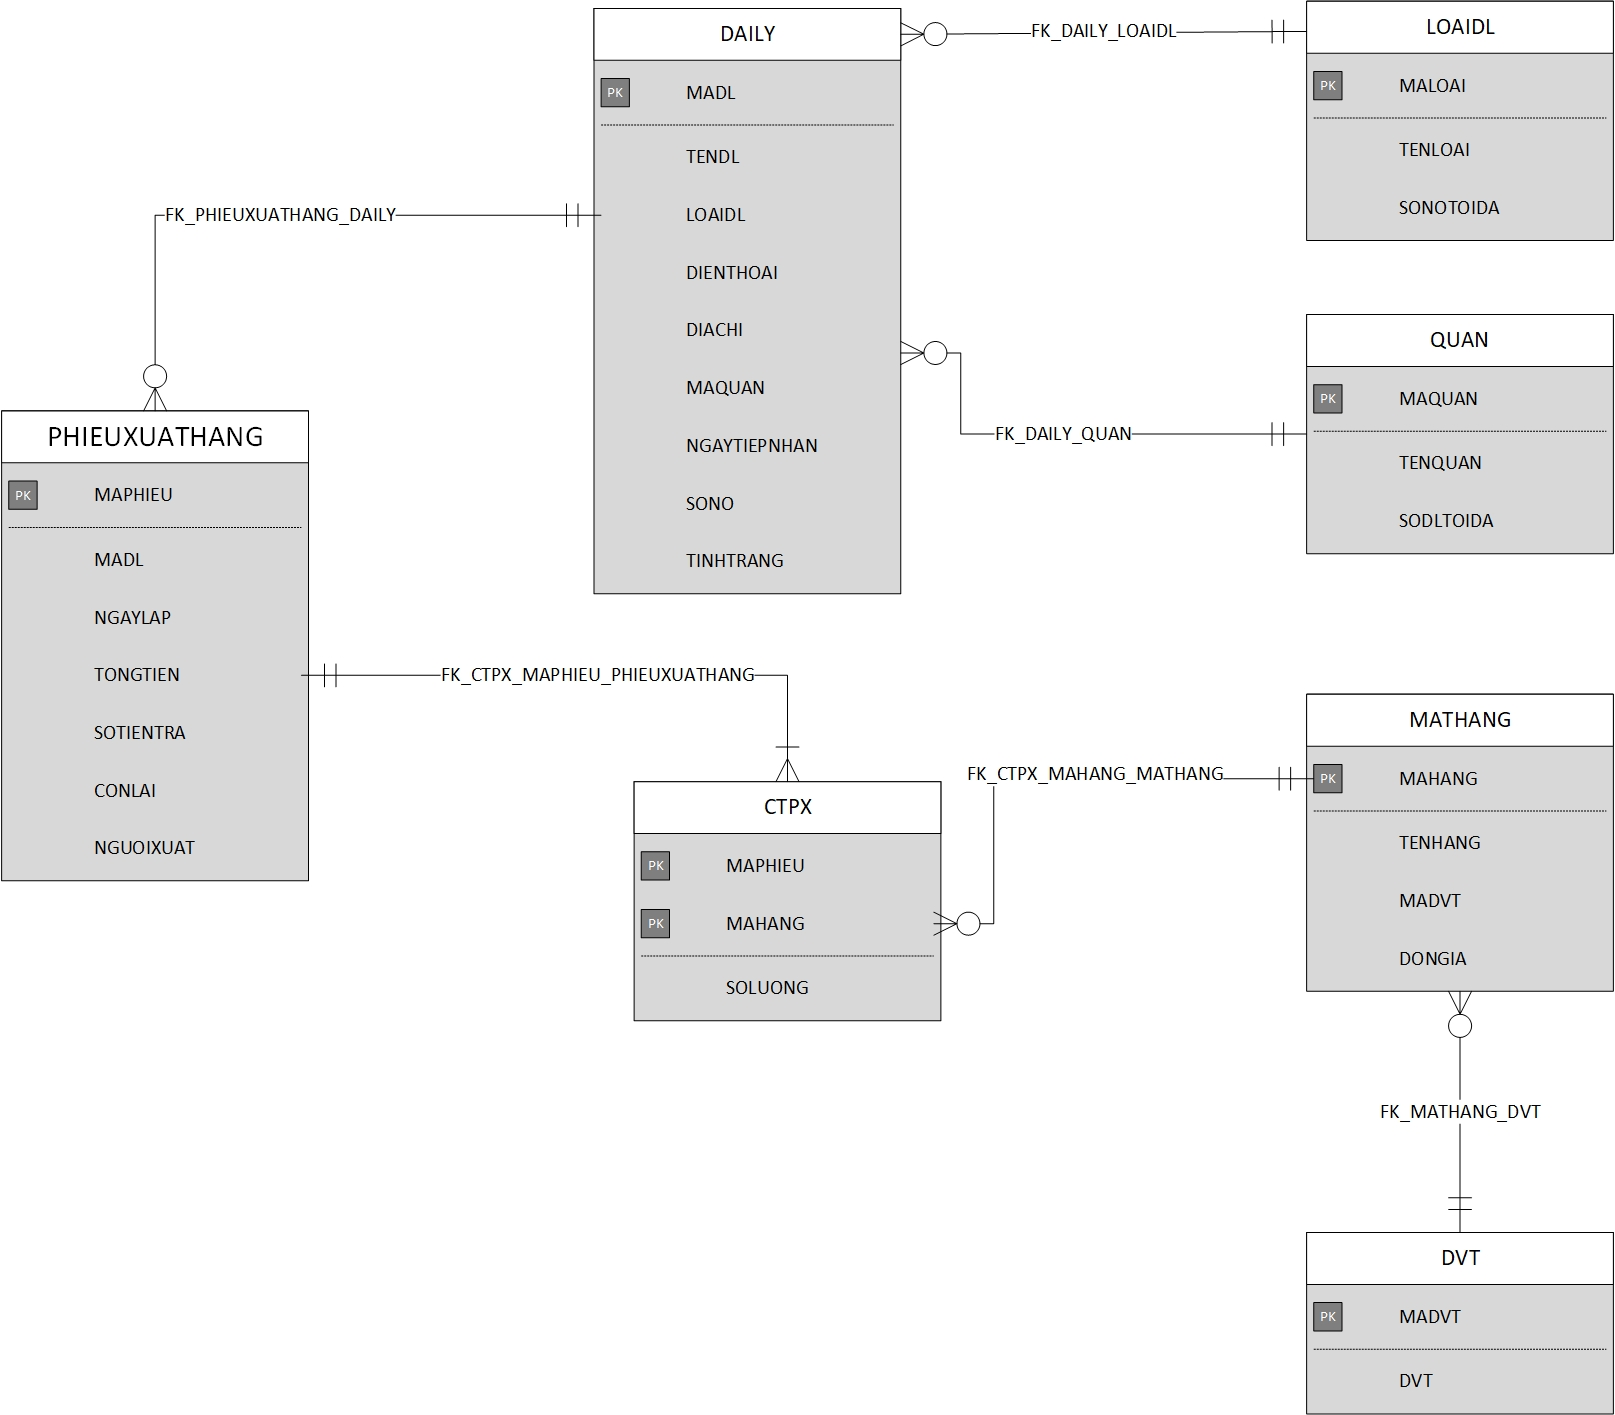 DAILY
PK MADL
TENDL
LOAIDL
DIENTHOAI
DIACHI
MAQUAN
NGAYTIEPNHAN
SONO
TINHTRANG
FK_DAILY_LOAIDL
LOAIDL
PK MALOAI
TENLOAI
SONOTOIDA
FK_DAILY_QUAN
QUAN
PK MAQUAN
TENQUAN
SODLTOIDA
FK_PHIEUXUATHANG_DAILY
PHIEUXUATHANG
PK MAPHIEU
MADL
NGAYLAP
TONGTIEN
SOTIENTRA
CONLAI
NGUOIXUAT
FK_CTPX_MAPHIEU_PHIEUXUATHANG
CTPX
PK MAPHIEU
PK MAHANG
SOLUONG
FK_CTPX_MAHANG_MATHANG
MATHANG
PK MAHANG
TENHANG
MADVT
DONGIA
FK_MATHANG_DVT
DVT
PK MADVT
DVT